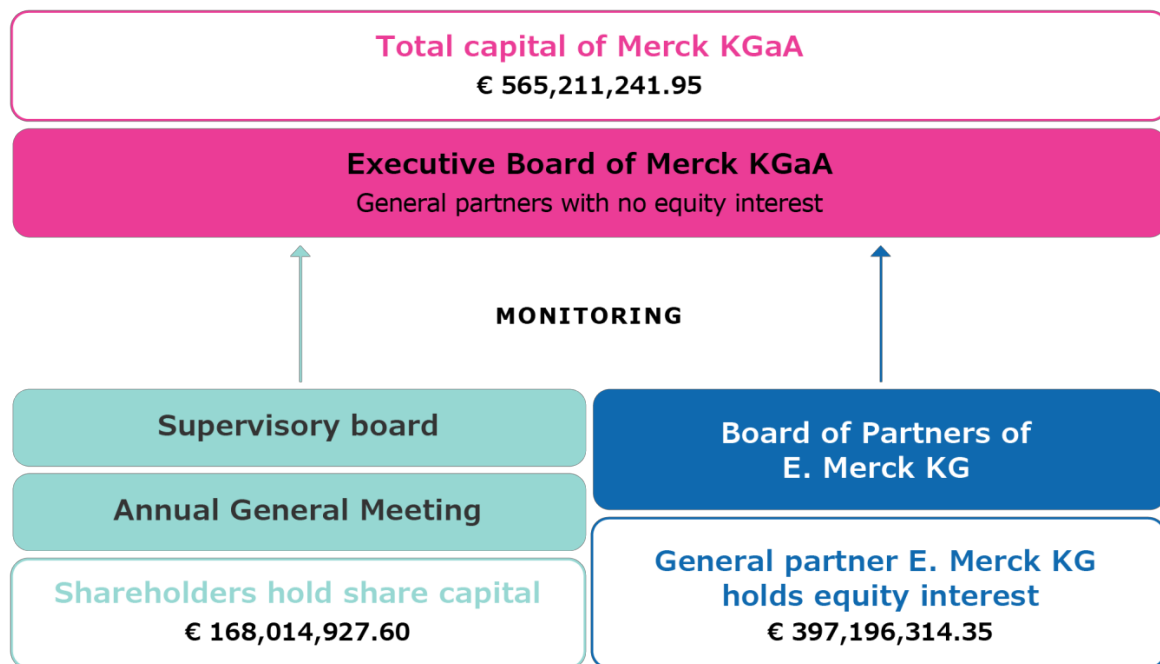 Total capital of Merck KGaA
€ 565,211,241.95
Executive Board of Merck KGaA
General partners with no equity interest
MONITORING
Supervisory board
Annual General Meeting
Shareholders hold share capital
€ 168,014,927.60
Board of Partners of
E. Merck KG
General partner E. Merck KG
holds equity interest
€ 397,196,314.35